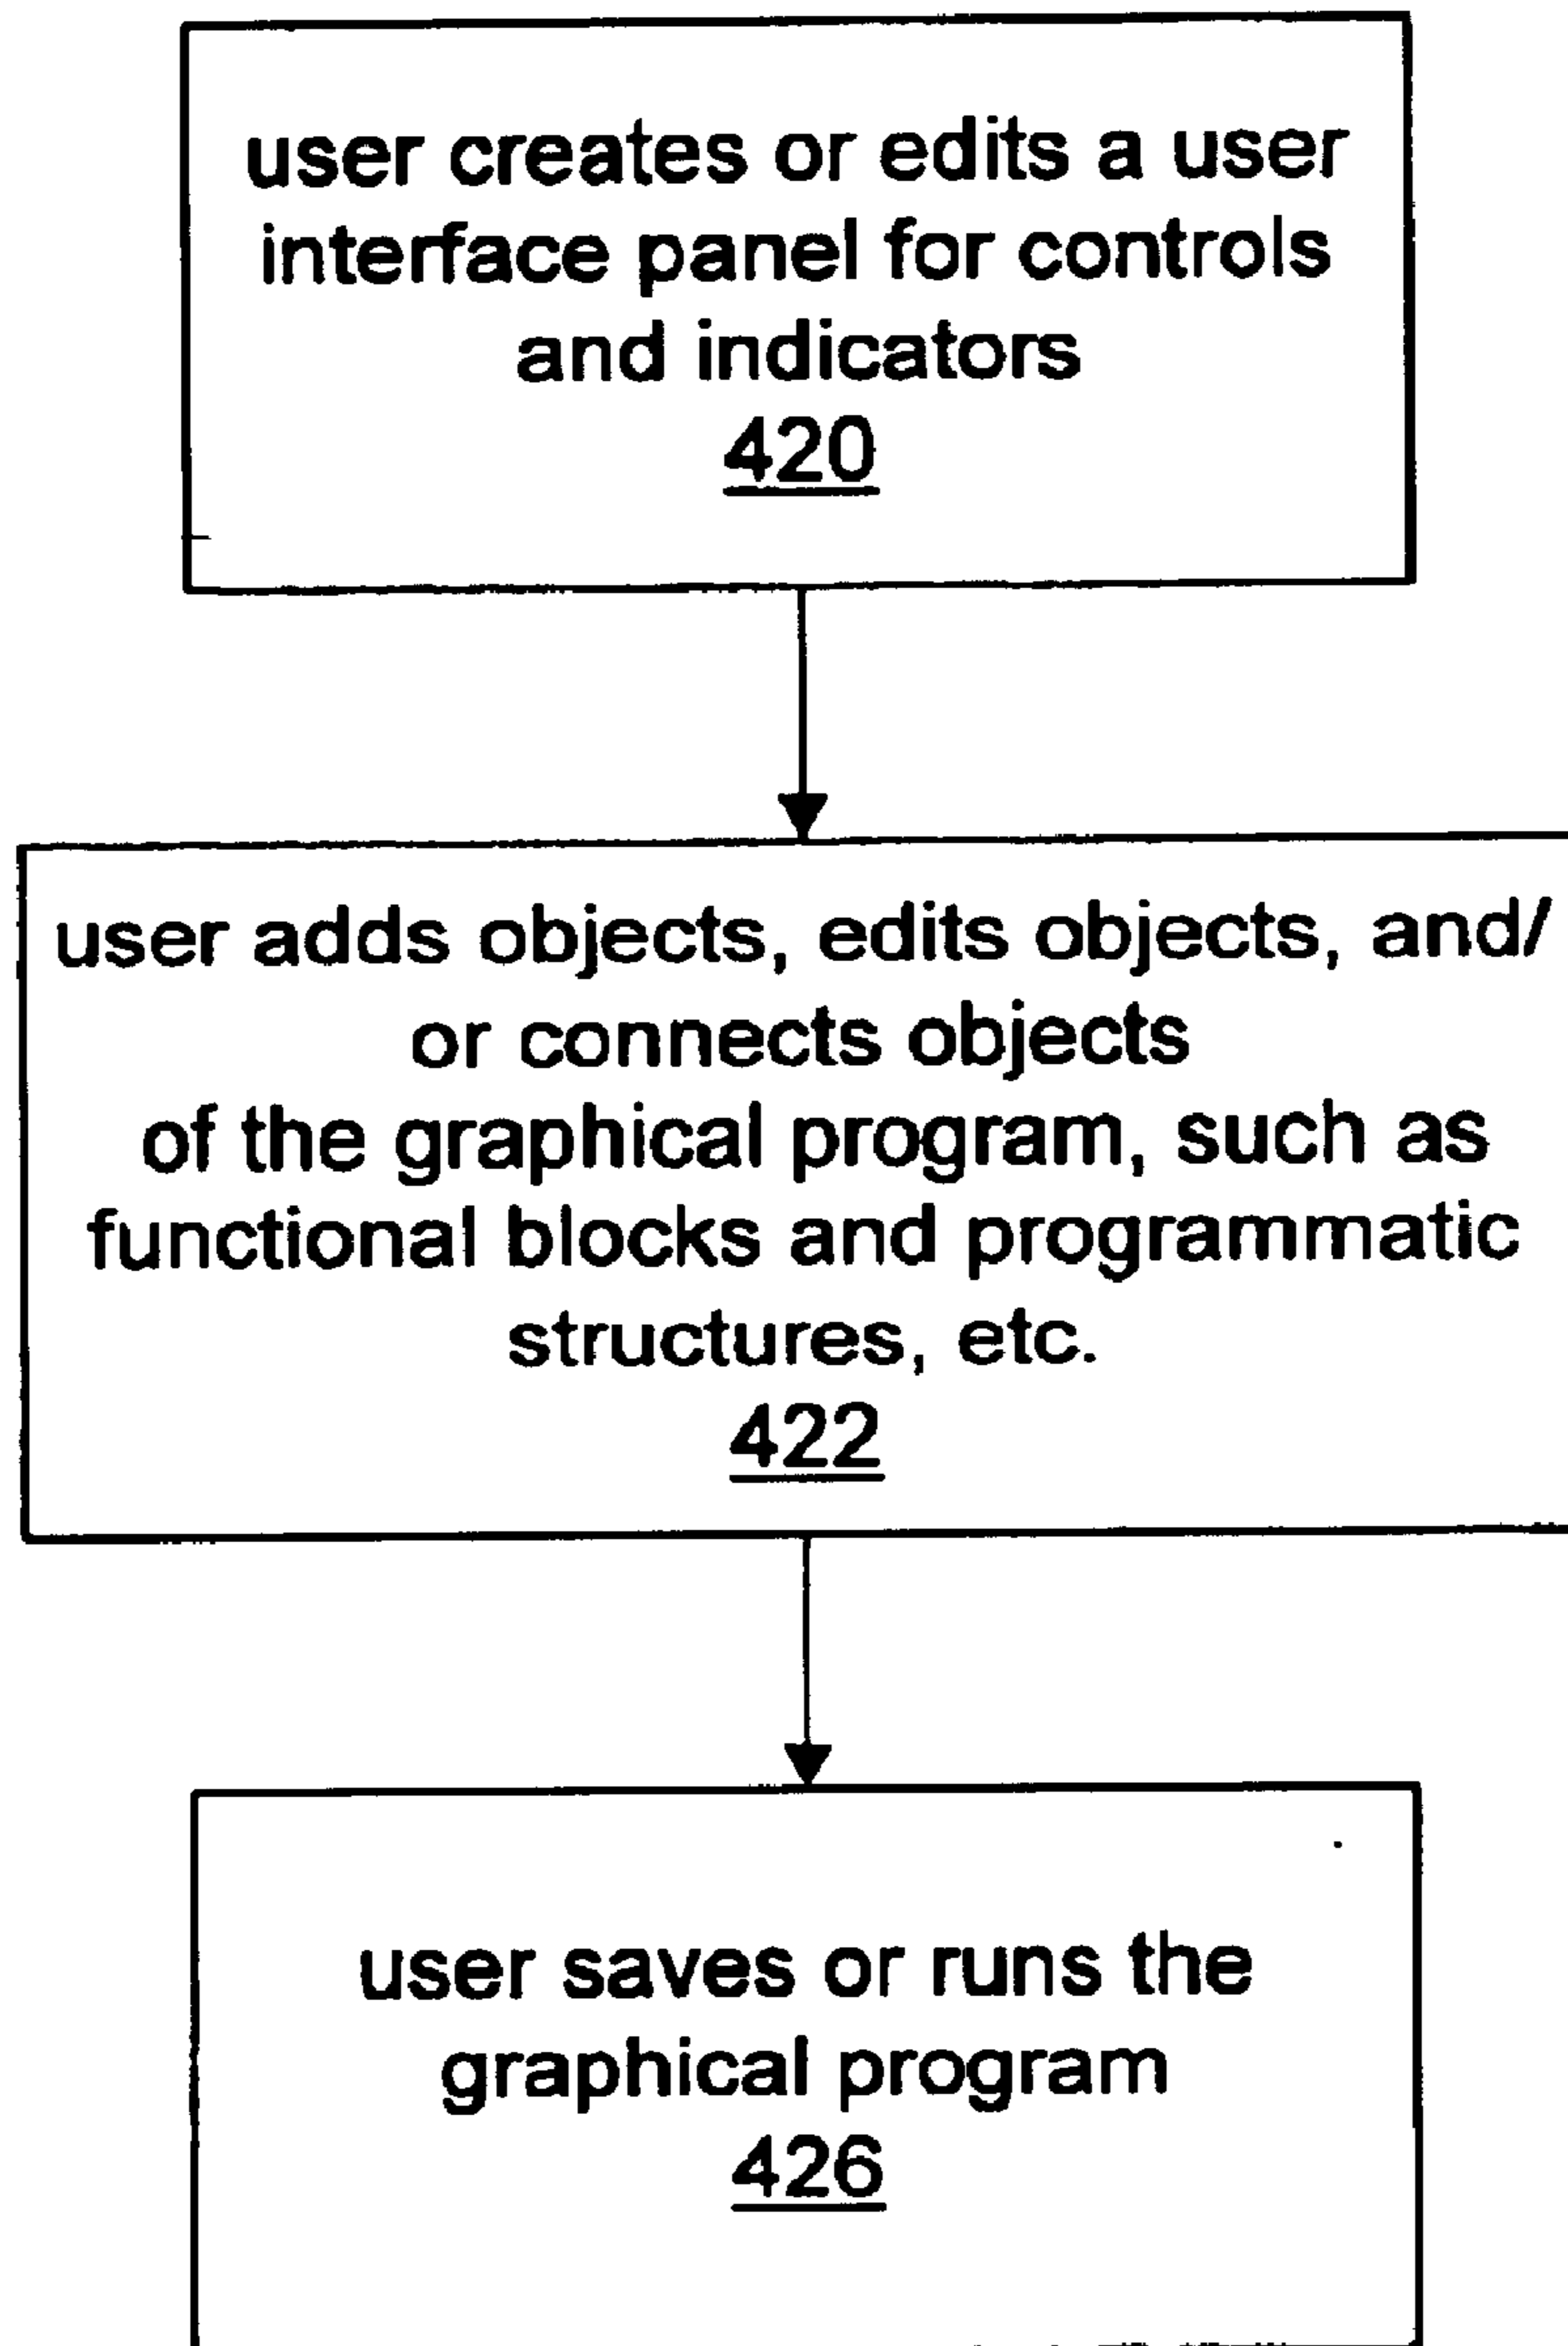 user creates or edits a user
interface panel for controls
and indicators
420
user adds objects, edits objects, and/
or connects objects
of the graphical program, such as
functional blocks and programmatic
structures, etc.
422
user saves or runs the
graphical program
426